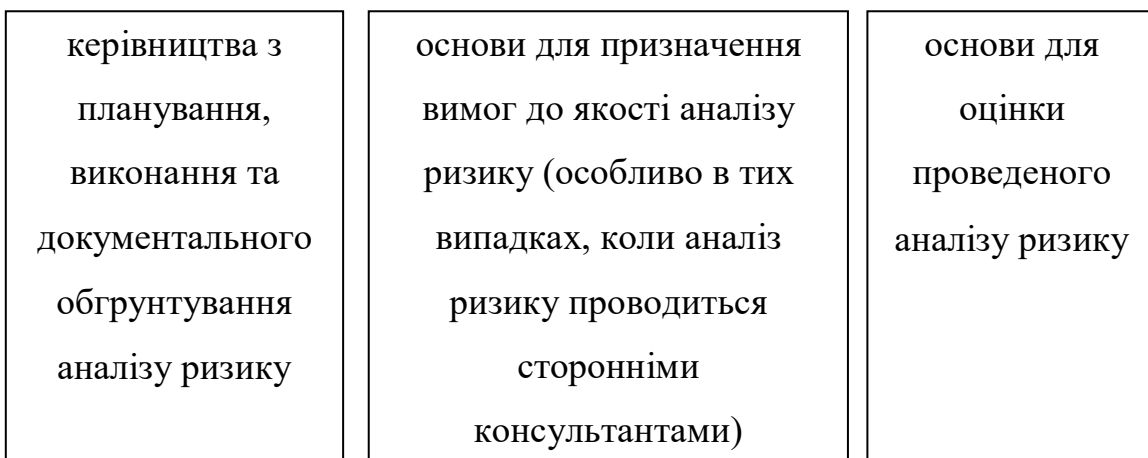 керівництва з
планування,
виконання та
документального
обгрунтування
аналізу ризику
основи для призначення
вимог до якості аналізу
ризику (особливо в тих
випадках, коли аналіз
ризику проводиться
сторонніми
консультантами)
основи для
оцінки
проведеного
аналізу ризику